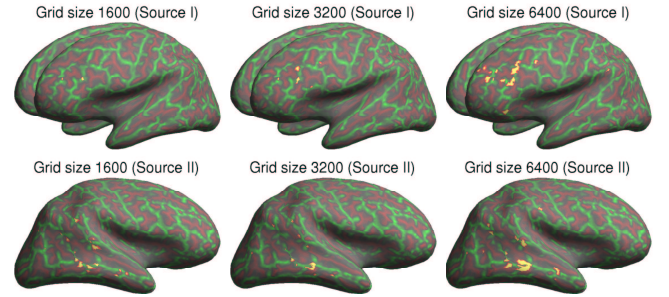 Grid size 1600 (Source I)
Grid size 3200 (Source I)
Grid size 6400 (Source I)
Grid size 1600 (Source II)
Grid size 3200 (Source II)
Grid size 6400 (Source II)